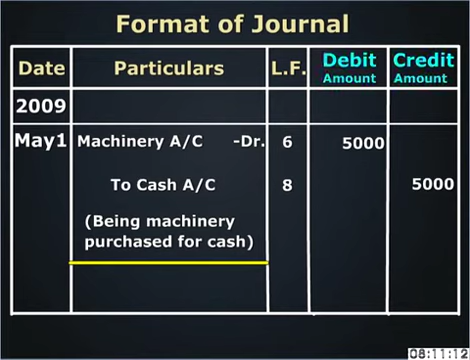 Format of Journal
Date Particulars L.F. Debit Amount Credit Amount
2009
May1 Machinery A/C -Dr. 6 5000
To Cash A/C 8 5000
(Being machinery
purchased for cash)
08:11:12